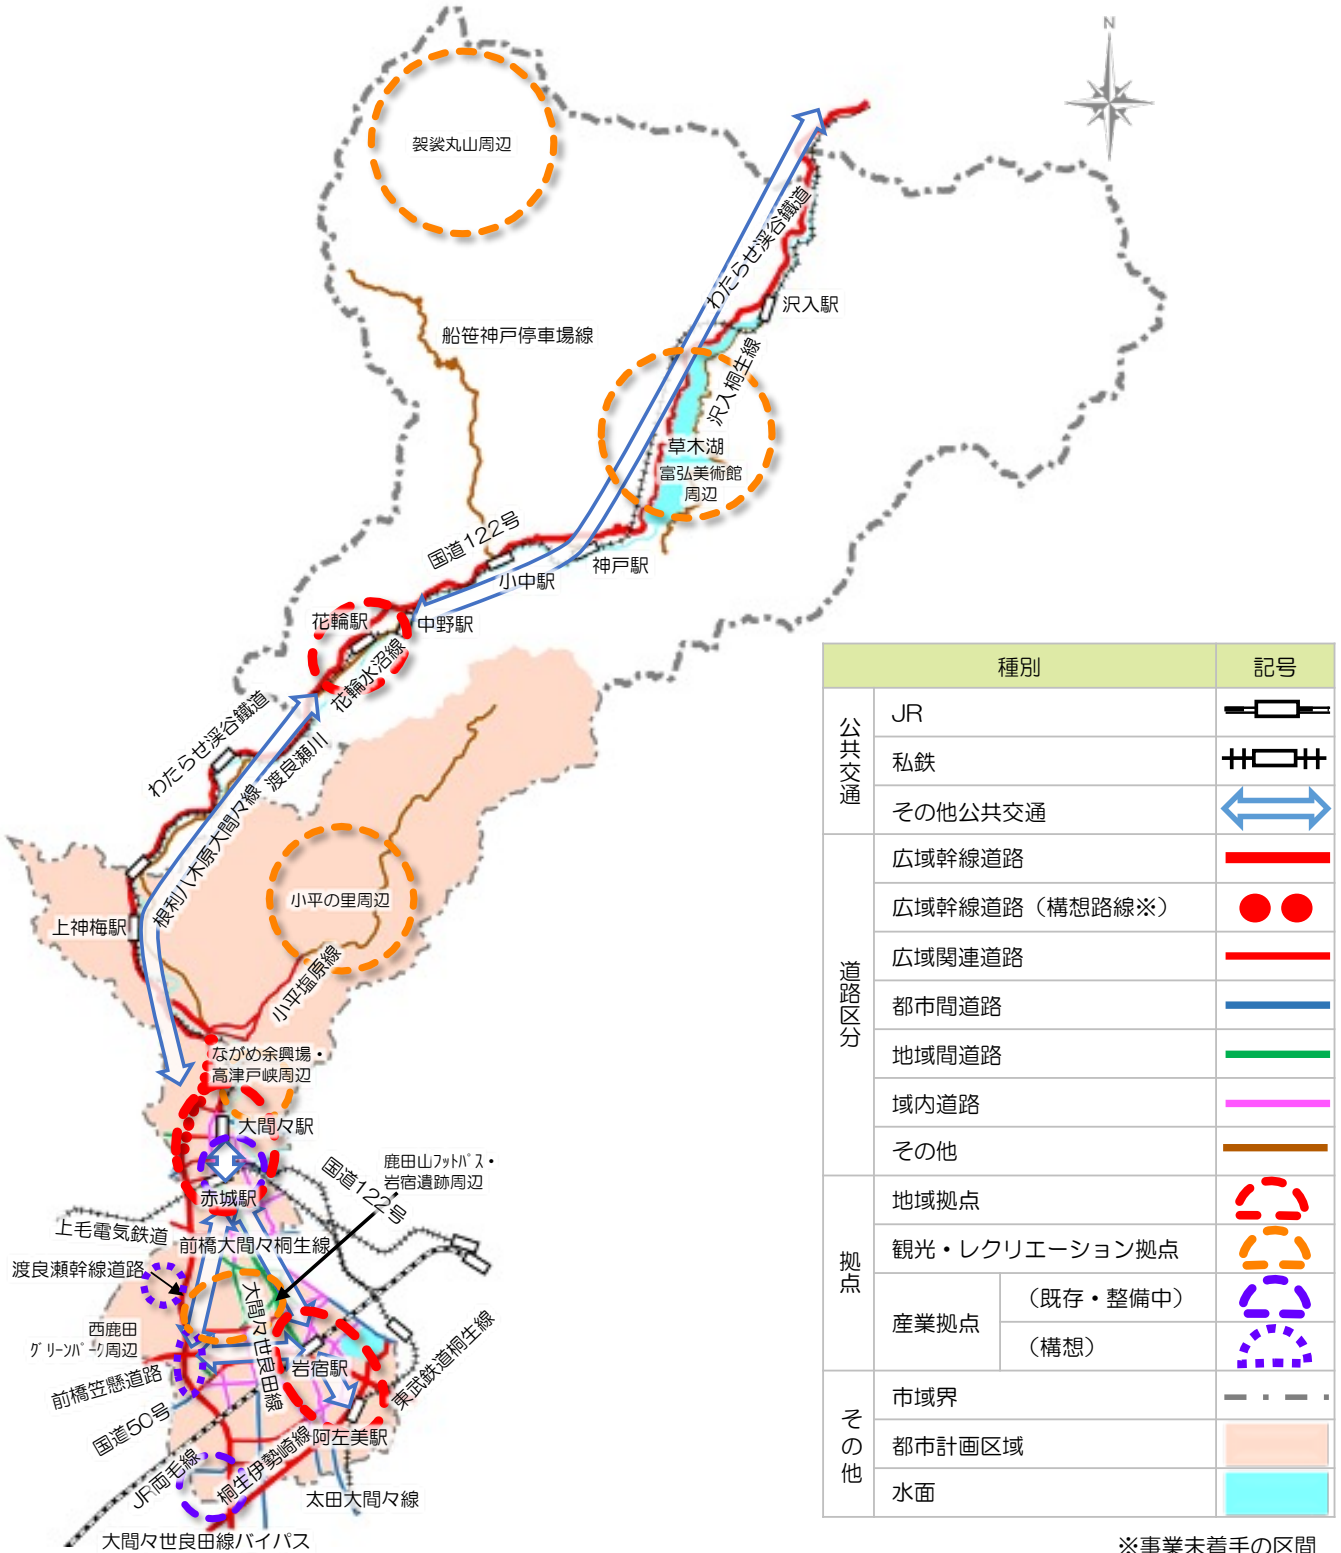 N
袈裟丸山周辺
わたらせ渓谷鐵道
沢入駅
船笹神戸停車場線
沢入桐生線
草木湖
富弘美術館
周辺
国道122号
神戸駅
小中駅
花輪駅
中野駅
花輪水沼線
わたらせ渓谷鐵道
渡良瀬川
根利八木原大間々線
小平の里周辺
上神梅駅
小平塩原線
ながめ余興場・
高津戸峡周辺
大間々駅
鹿田山フットパス・
岩宿遺跡周辺
国道122号
赤城駅
上毛電気鉄道
前橋大間々桐生線
渡良瀬幹線道路
大間々世良田線
西鹿田
グリーンパーク周辺
岩宿駅
東武鉄道桐生線
前橋笠懸道路
国道50号
阿左美駅
JR両毛線
桐生伊勢崎線
太田大間々線
大間々世良田線バイパス
種別
記号
公共交通
JR
私鉄
その他公共交通
道路区分
広域幹線道路
広域幹線道路（構想路線※）
広域関連道路
都市間道路
地域間道路
域内道路
その他
拠点
地域拠点
観光・レクリエーション拠点
産業拠点
（既存・整備中）
（構想）
その他
市域界
都市計画区域
水面
※事業未着手の区間